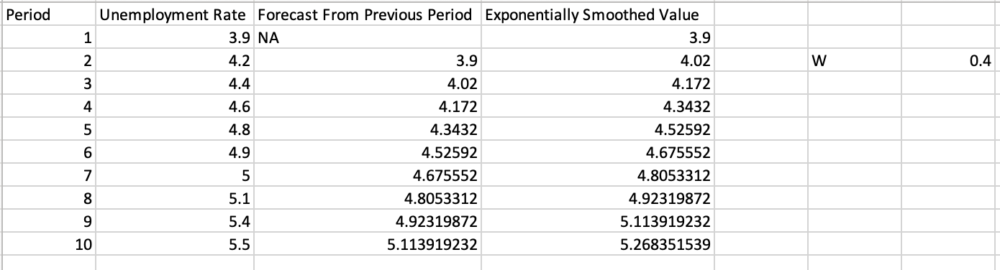 Period Unemployment Rate Forecast From Previous Period Exponentially Smoothed Value
1 3.9 NA 3.9
2 4.2 3.9 4.02 W 0.4
3 4.4 4.02 4.172
4 4.6 4.172 4.3432
5 4.8 4.3432 4.52592
6 4.9 4.52592 4.675552
7 5 4.675552 4.8053312
8 5.1 4.8053312 4.92319872
9 5.4 4.92319872 5.113919232
10 5.5 5.113919232 5.268351539